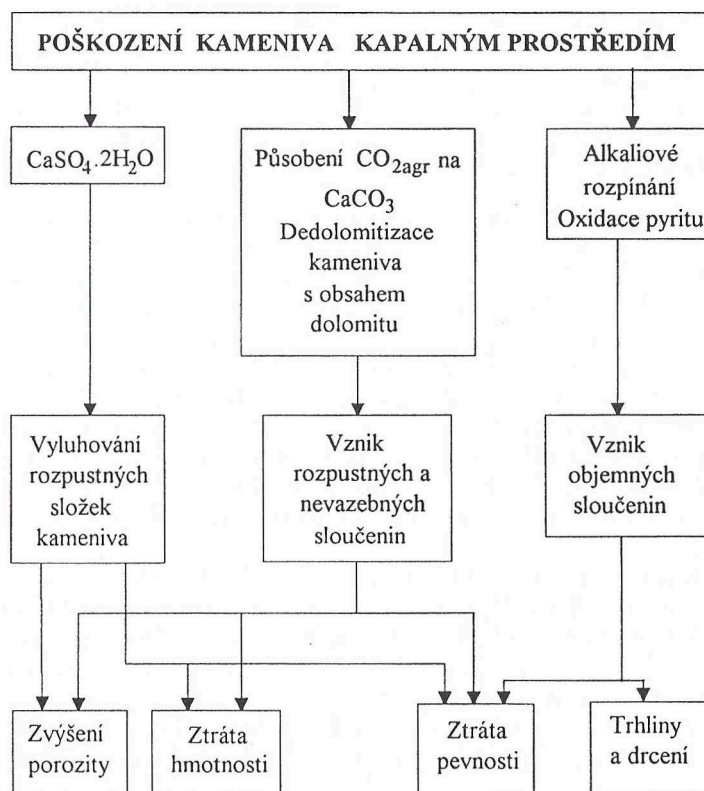 POŠKOZENÍ KAMENIVA KAPALNÝM PROSTŘEDÍM
CaSO₄.2H₂O
Působení CO₂agr na
CaCO₃
Dedolomitizace
kameniva
s obsahem
dolomitu
Alkaliové
rozpínání
Oxidace pyritu
Vyluhování
rozpustných
složek
kameniva
Vznik
rozpustných a
nevazebných
sloučenin
Vznik
objemných
sloučenin
Zvýšení
porozity
Ztráta
hmotnosti
Ztráta
pevnosti
Trhliny
a drcení